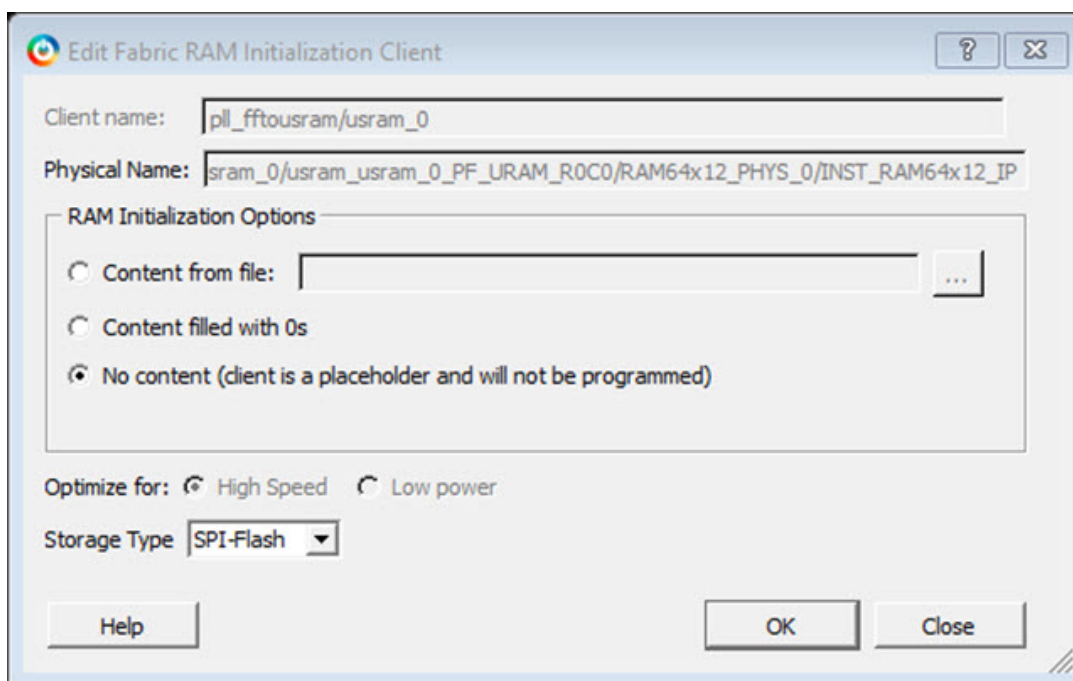 Edit Fabric RAM Initialization Client
Client name: pll_fftousram/usram_0
Physical Name: sram_0/usram_usram_0_PF_URAM_R0C0/RAM64x12_PHYS_0/INST_RAM64x12_IP
RAM Initialization Options
Content from file: ...
Content filled with 0s
No content (client is a placeholder and will not be programmed)
Optimize for: High Speed Low power
Storage Type SPI-Flash
Help OK Close